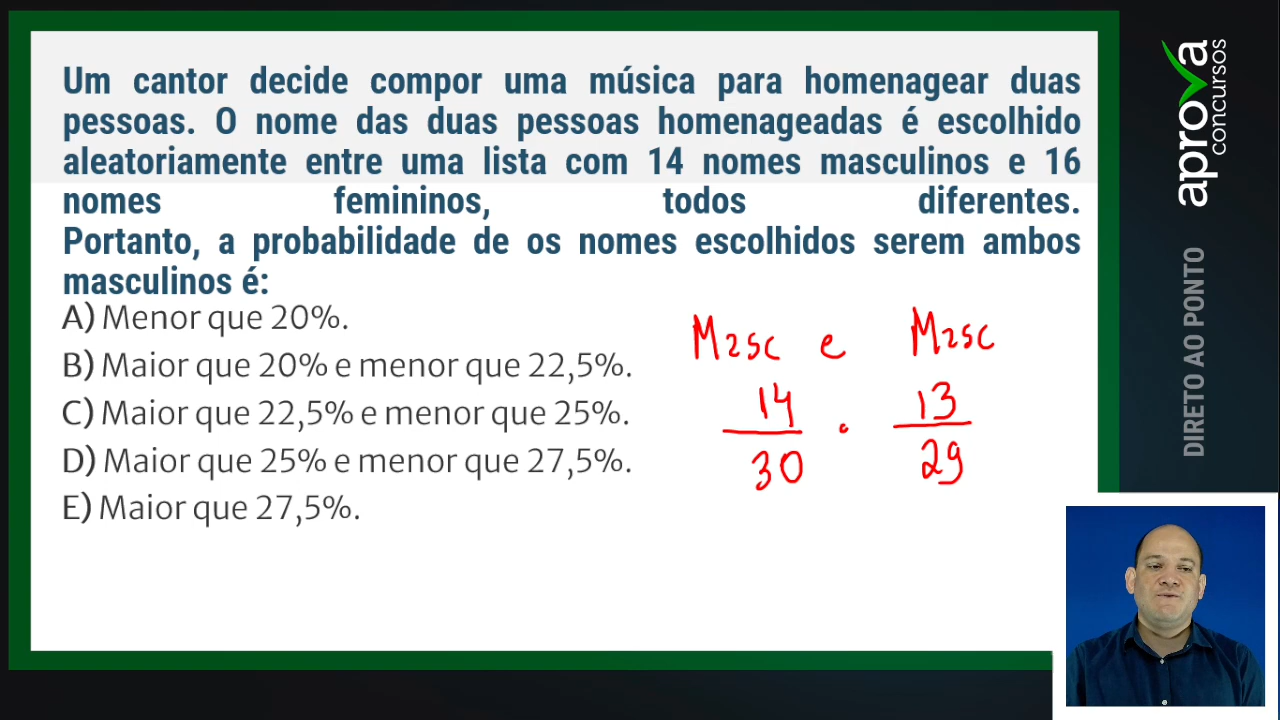 Um cantor decide compor uma música para homenagear duas
pessoas. O nome das duas pessoas homenageadas é escolhido
aleatoriamente entre uma lista com 14 nomes masculinos e 16
nomes femininos, todos diferentes.
Portanto, a probabilidade de os nomes escolhidos serem ambos
masculinos é:
A) Menor que 20%.
B) Maior que 20% e menor que 22,5%.
C) Maior que 22,5% e menor que 25%.
D) Maior que 25% e menor que 27,5%.
E) Maior que 27,5%.
Masc e Masc
14 . 13
30 29
aprova
concursos
DIRETO AO PONTO